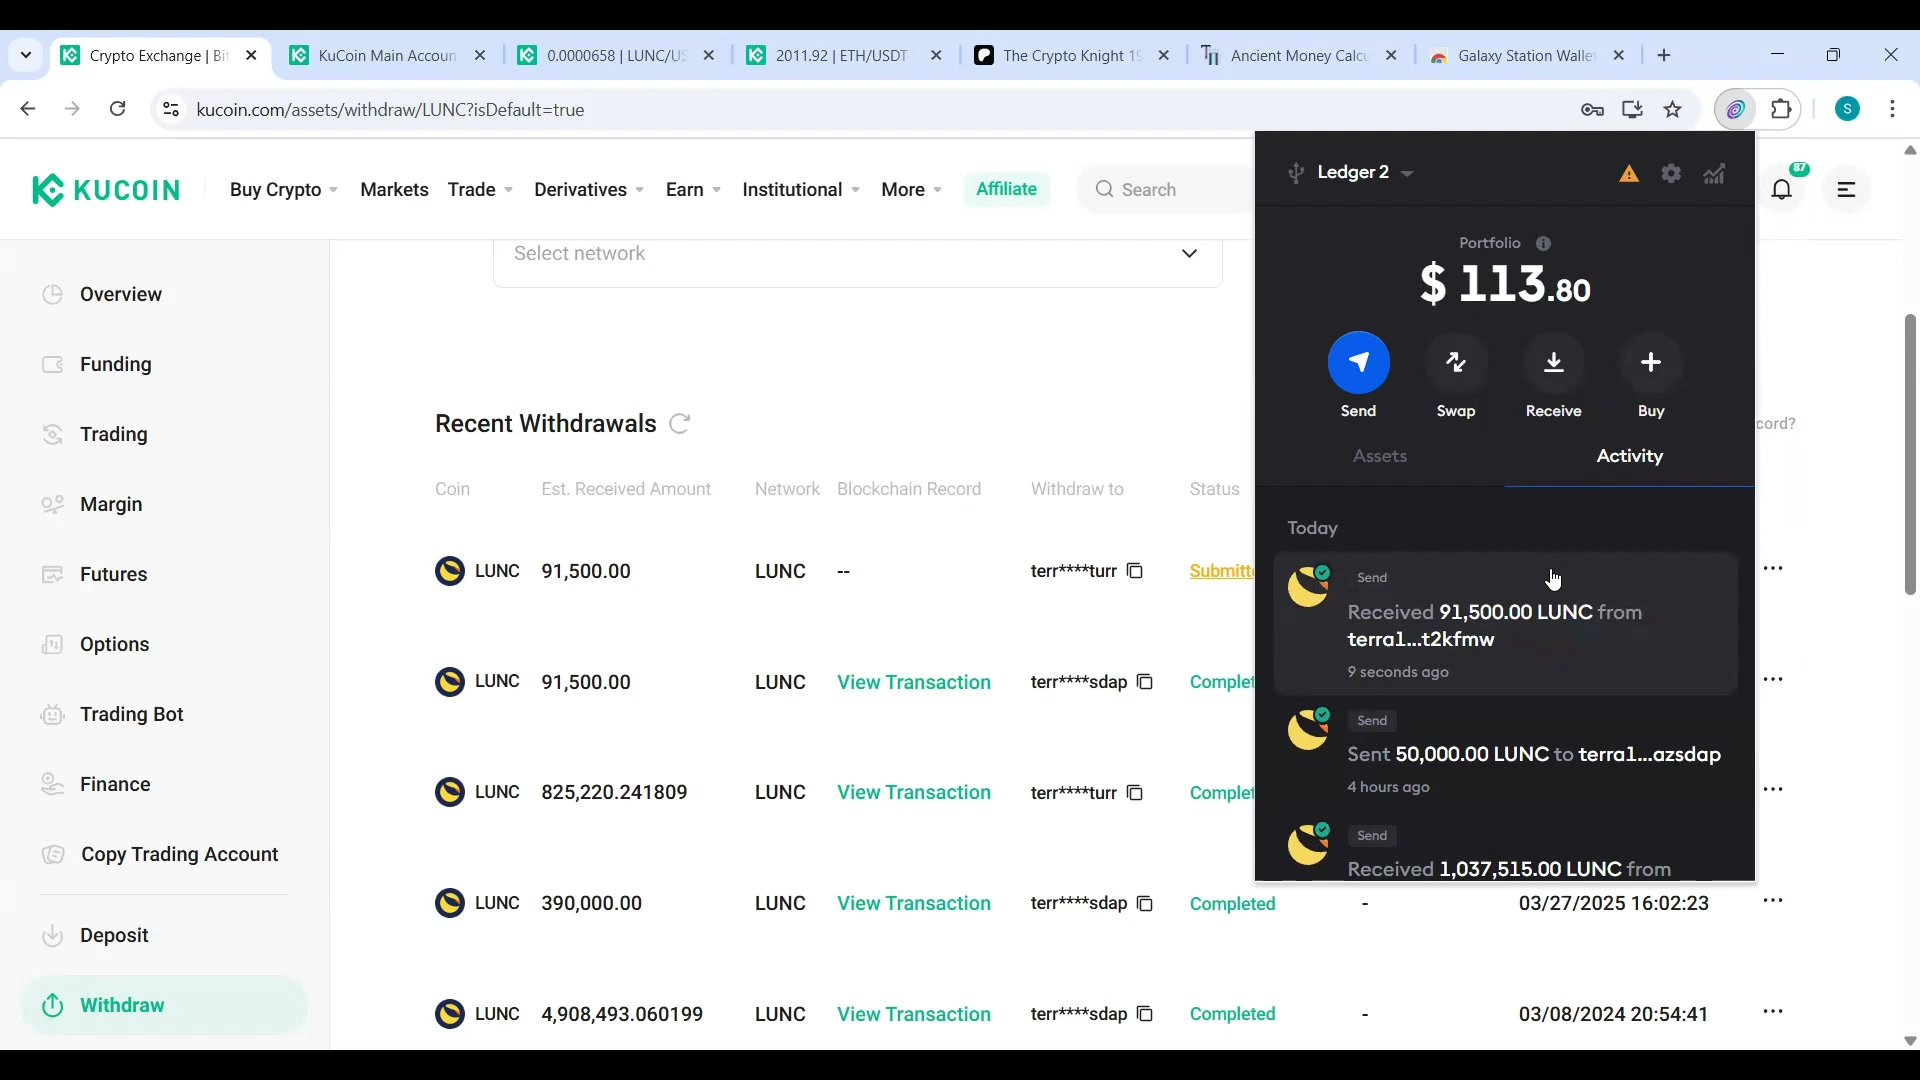 Crypto Exchange | Bit
KuCoin Main Accoun
0.0000658 | LUNC/US
2011.92 | ETH/USDT
The Crypto Knight 19
Ancient Money Calcu
Galaxy Station Wallet
kucoin.com/assets/withdraw/LUNC?isDefault=true
S
KUCOIN
Buy Crypto
Markets
Trade
Derivatives
Earn
Institutional
More
Affiliate
Search
87
Overview
Funding
Trading
Margin
Futures
Options
Trading Bot
Finance
Copy Trading Account
Deposit
Withdraw
Select network
Recent Withdrawals
cord?
Coin Est. Received Amount Network Blockchain Record Withdraw to Status
LUNC 91,500.00 LUNC -- terr****turr Submitte
LUNC 91,500.00 LUNC View Transaction terr****sdap Complet
LUNC 825,220.241809 LUNC View Transaction terr****turr Complet
LUNC 390,000.00 LUNC View Transaction terr****sdap Completed - 03/27/2025 16:02:23
LUNC 4,908,493.060199 LUNC View Transaction terr****sdap Completed - 03/08/2024 20:54:41
Ledger 2
Portfolio
$ 113.80
Send Swap Receive Buy
Assets Activity
Today
Send
Received 91,500.00 LUNC from
terra1...t2kfmw
9 seconds ago
Send
Sent 50,000.00 LUNC to terra1...azsdap
4 hours ago
Send
Received 1,037,515.00 LUNC from